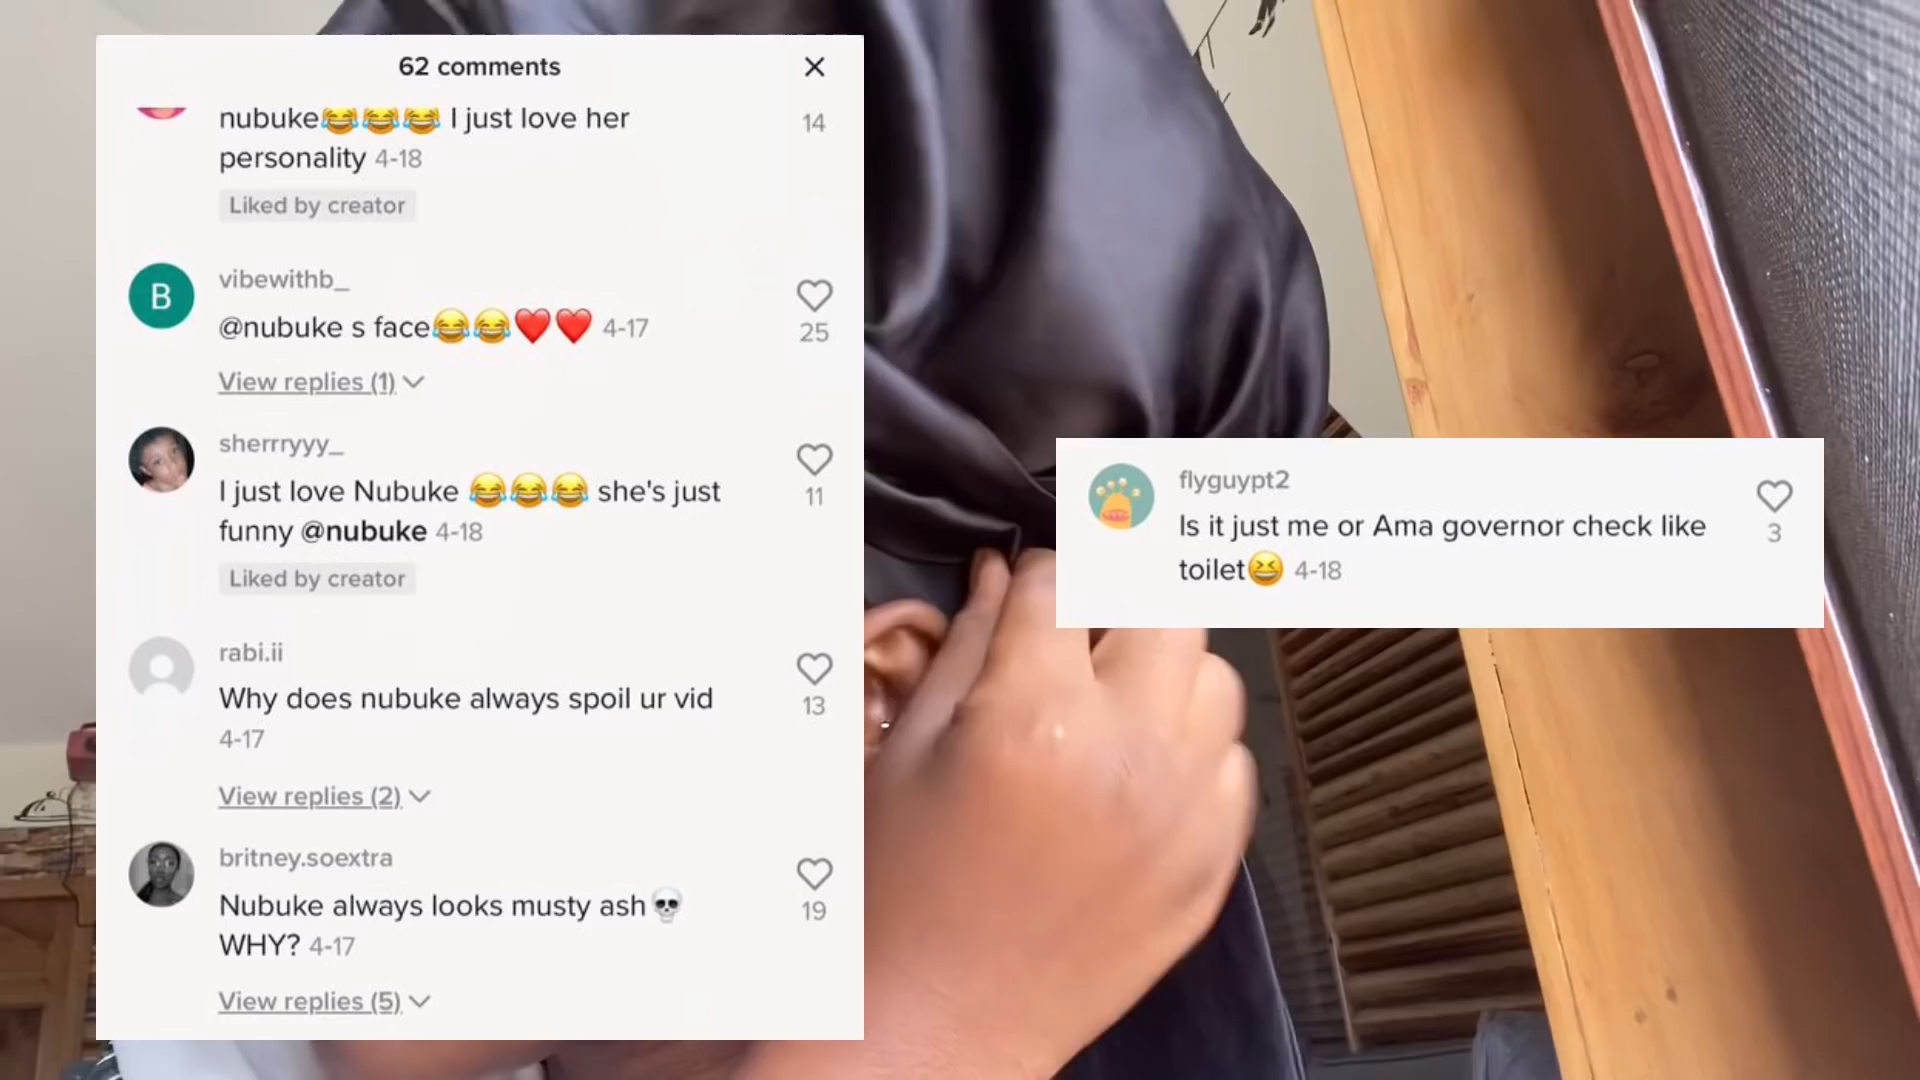 62 comments
nubuke😂😂😂 I just love her
personality 4-18
14
Liked by creator
B
vibewithb_
@nubuke s face😂😂❤️❤️ 4-17
25
View replies (1)
sherrryyy_
I just love Nubuke 😂😂😂 she's just
funny @nubuke 4-18
11
Liked by creator
rabi.ii
Why does nubuke always spoil ur vid
4-17
13
View replies (2)
britney.soextra
Nubuke always looks musty ash💀
WHY? 4-17
19
View replies (5)
flyguypt2
Is it just me or Ama governor check like
toilet😆 4-18
3